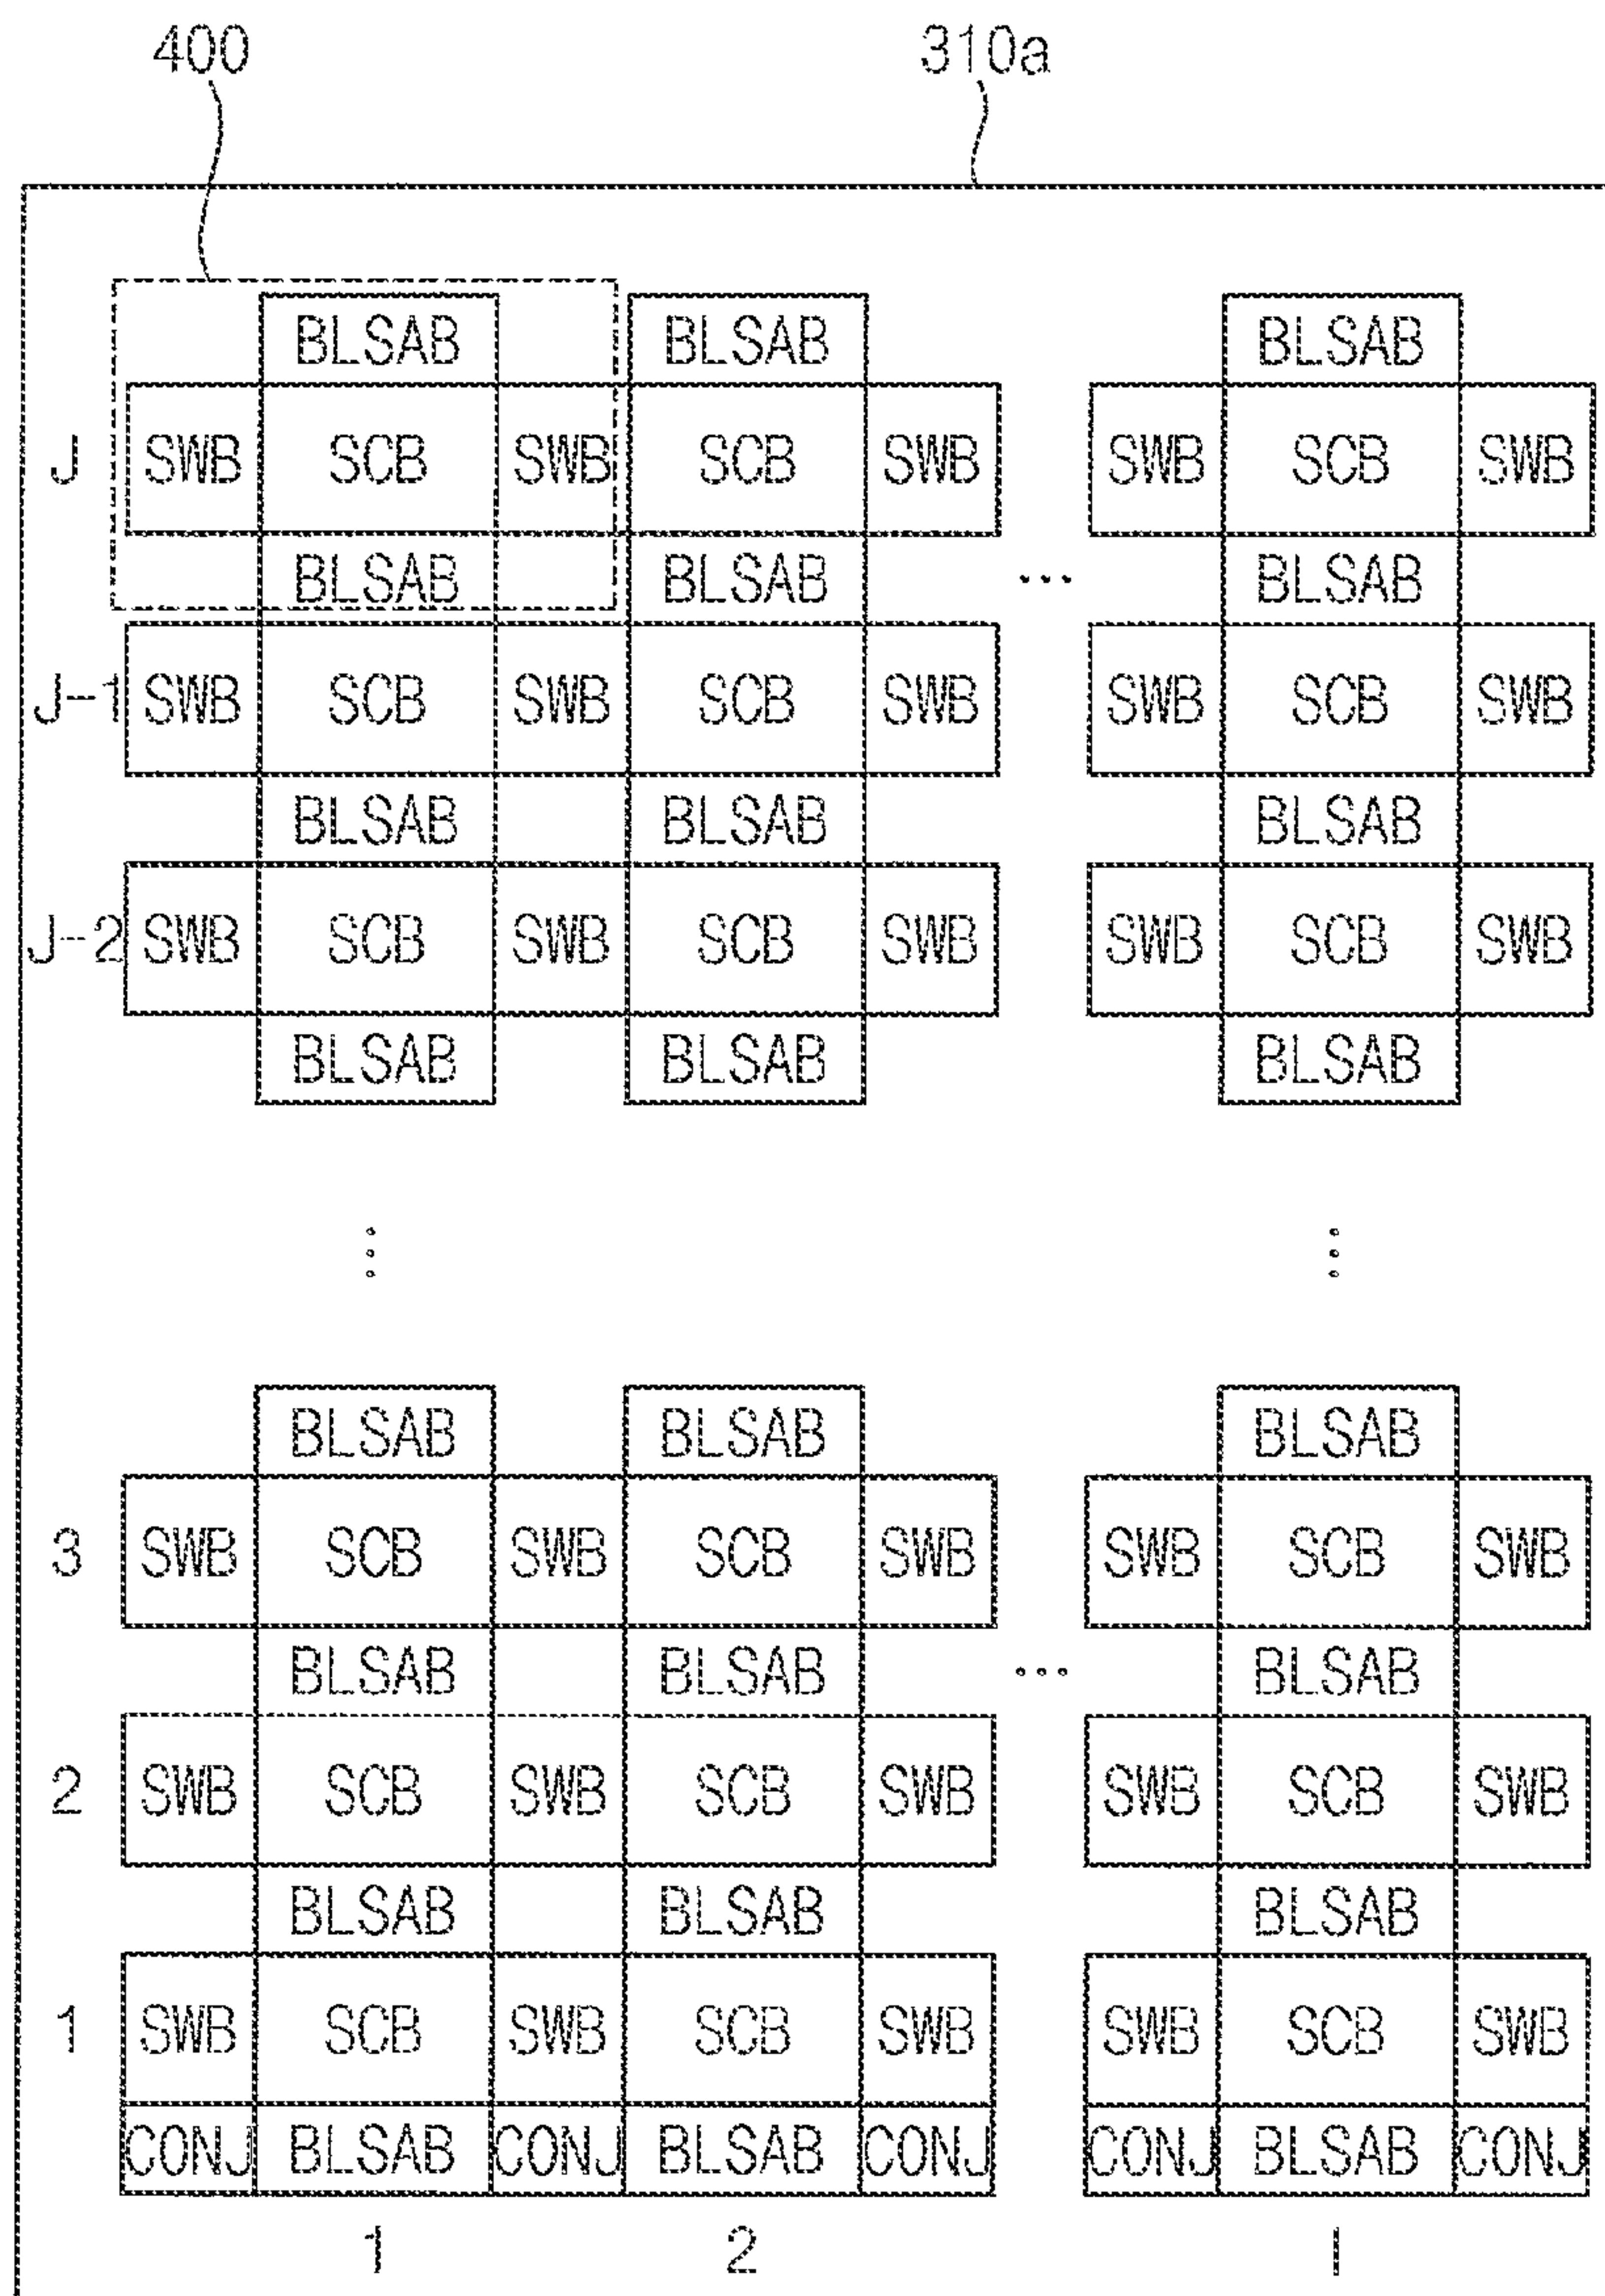 400 310a
BLSAB BLSAB BLSAB
J SWB SCB SWB SCB SWB SWB SCB SWB
BLSAB BLSAB ... BLSAB
J-1 SWB SCB SWB SCB SWB SWB SCB SWB
BLSAB BLSAB BLSAB
J-2 SWB SCB SWB SCB SWB SWB SCB SWB
BLSAB BLSAB BLSAB
BLSAB BLSAB BLSAB
3 SWB SCB SWB SCB SWB SWB SCB SWB
BLSAB BLSAB ... BLSAB
2 SWB SCB SWB SCB SWB SWB SCB SWB
BLSAB BLSAB BLSAB
1 SWB SCB SWB SCB SWB SWB SCB SWB
CONJ BLSAB CONJ BLSAB CONJ CONJ BLSAB CONJ
1 2 I